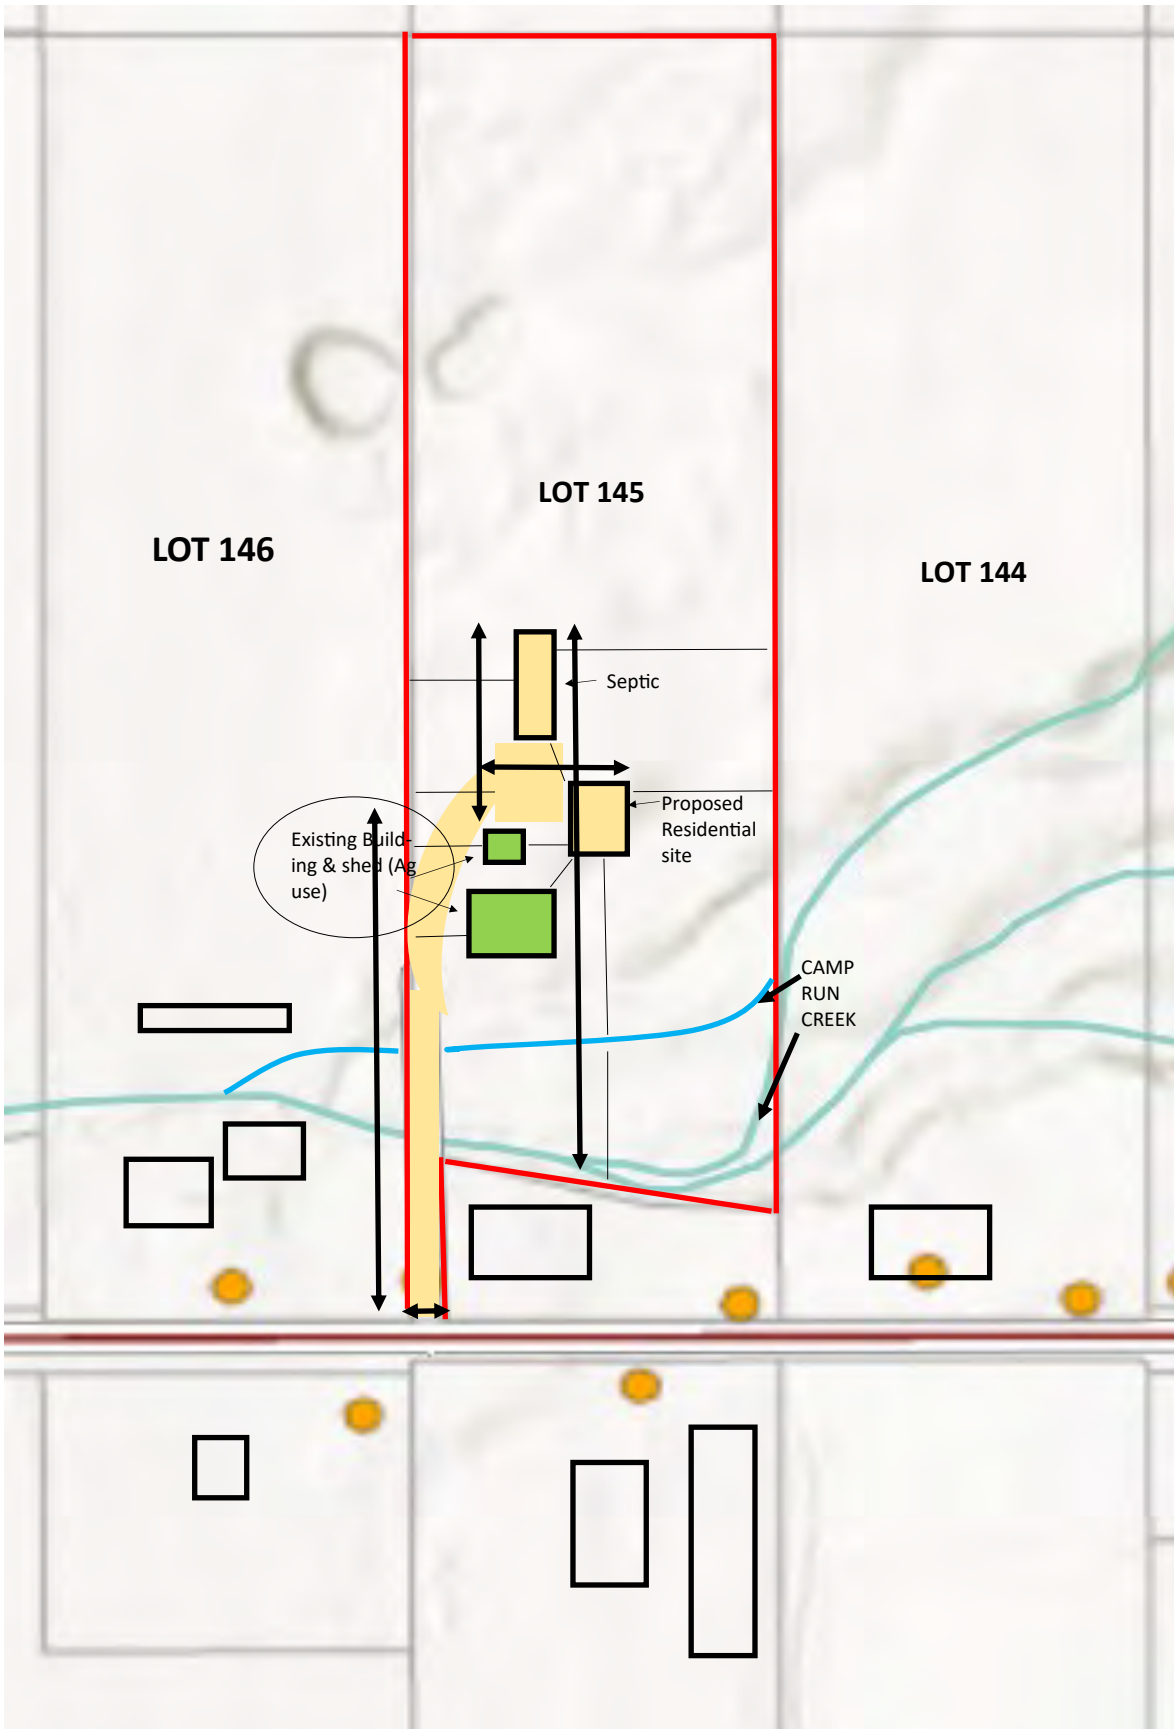 LOT 145
LOT 146
LOT 144
Septic
Proposed
Residential
site
Existing Build-
ing & shed (Ag
use)
CAMP
RUN
CREEK